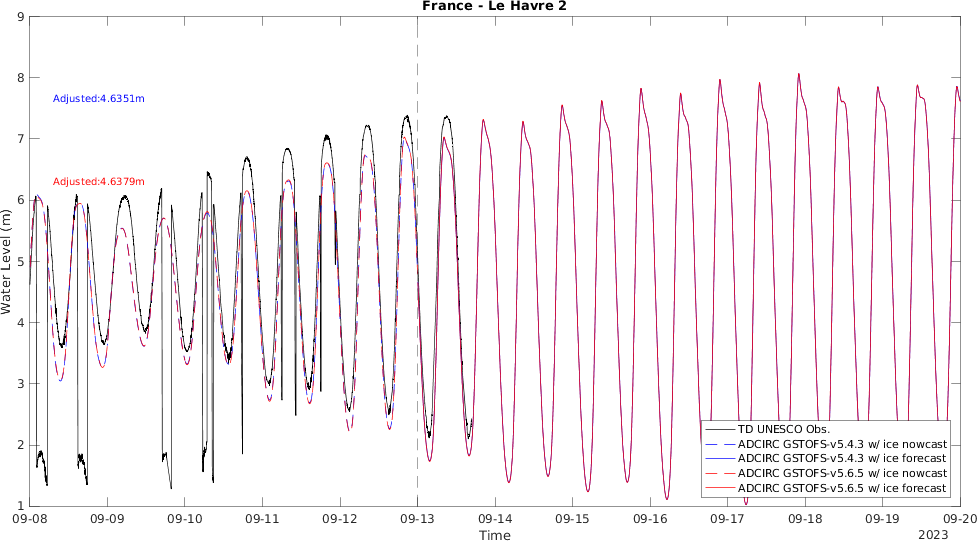 France - Le Havre 2
9
8
7
6
5
4
3
2
1
Water Level (m)
Adjusted:4.6351m
Adjusted:4.6379m
TD UNESCO Obs.
ADCIRC GSTOFS-v5.4.3 w/ ice nowcast
ADCIRC GSTOFS-v5.4.3 w/ ice forecast
ADCIRC GSTOFS-v5.6.5 w/ ice nowcast
ADCIRC GSTOFS-v5.6.5 w/ ice forecast
09-08 09-08 09-10 09-11 09-12 09-13 09-14 09-15 09-16 09-17 09-18 09-19 09-20
Time
2023